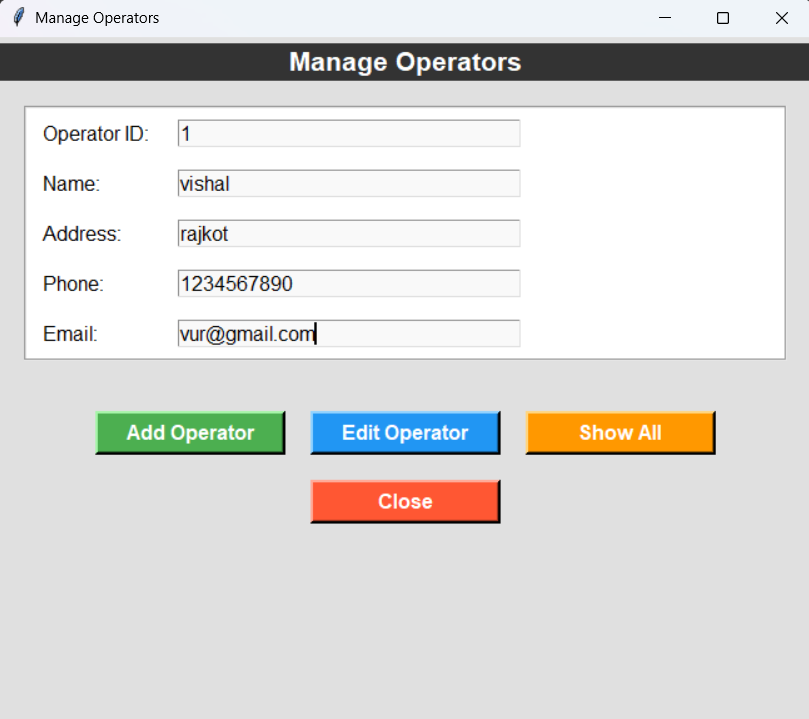 Manage Operators
Manage Operators
Operator ID: 1
Name: vishal
Address: rajkot
Phone: 1234567890
Email: vur@gmail.com
Add Operator Edit Operator Show All
Close